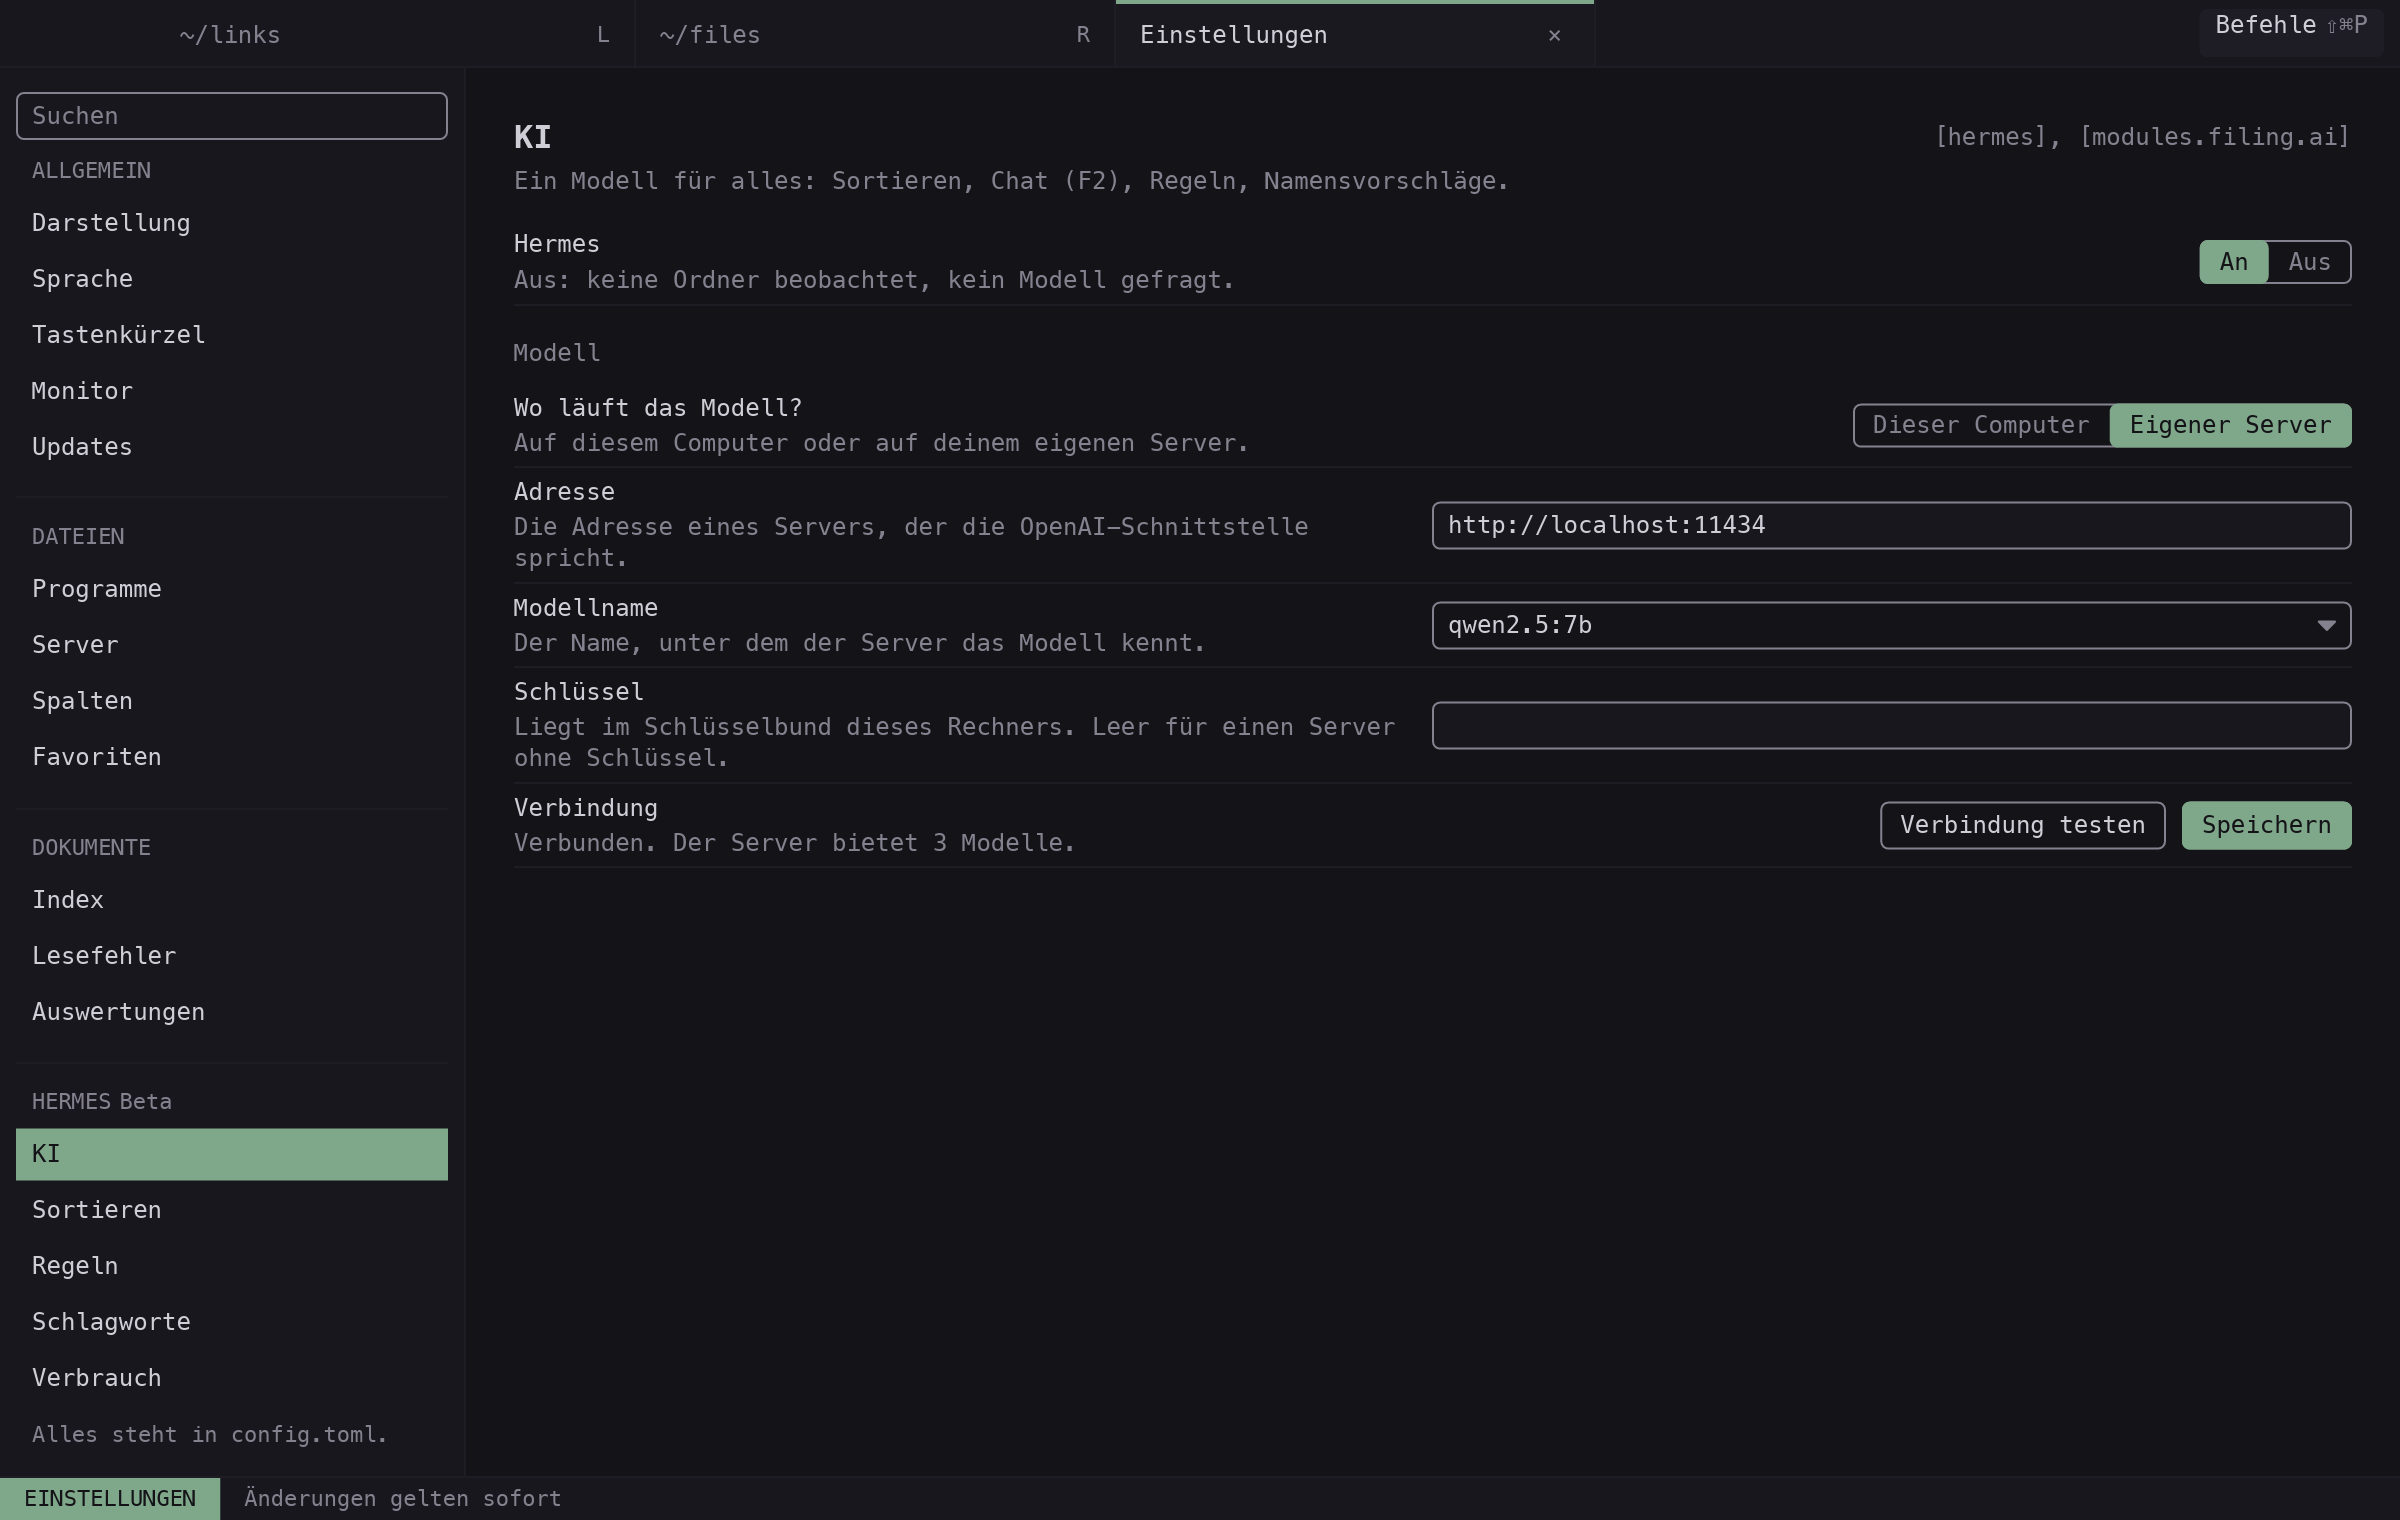 ~/links L ~/files R Einstellungen × Befehle ⇧⌘P
Suchen
ALLGEMEIN
Darstellung
Sprache
Tastenkürzel
Monitor
Updates
DATEIEN
Programme
Server
Spalten
Favoriten
DOKUMENTE
Index
Lesefehler
Auswertungen
HERMES Beta
KI
Sortieren
Regeln
Schlagworte
Verbrauch
Alles steht in config.toml.
KI [hermes], [modules.filing.ai]
Ein Modell für alles: Sortieren, Chat (F2), Regeln, Namensvorschläge.
Hermes
Aus: keine Ordner beobachtet, kein Modell gefragt.
An Aus
Modell
Wo läuft das Modell?
Auf diesem Computer oder auf deinem eigenen Server.
Dieser Computer Eigener Server
Adresse
Die Adresse eines Servers, der die OpenAI-Schnittstelle
spricht.
http://localhost:11434
Modellname
Der Name, unter dem der Server das Modell kennt.
qwen2.5:7b
Schlüssel
Liegt im Schlüsselbund dieses Rechners. Leer für einen Server
ohne Schlüssel.
Verbindung
Verbunden. Der Server bietet 3 Modelle.
Verbindung testen Speichern
EINSTELLUNGEN Änderungen gelten sofort